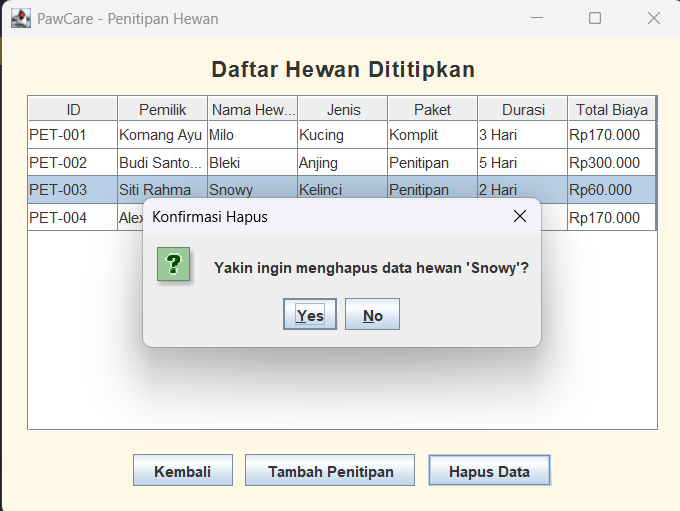 PawCare - Penitipan Hewan
Daftar Hewan Dititipkan
ID Pemilik Nama Hew... Jenis Paket Durasi Total Biaya
PET-001 Komang Ayu Milo Kucing Komplit 3 Hari Rp170.000
PET-002 Budi Santo... Bleki Anjing Penitipan 5 Hari Rp300.000
PET-003 Siti Rahma Snowy Kelinci Penitipan 2 Hari Rp60.000
PET-004 Rp170.000
Konfirmasi Hapus
?
Yakin ingin menghapus data hewan 'Snowy'?
Yes No
Kembali Tambah Penitipan Hapus Data